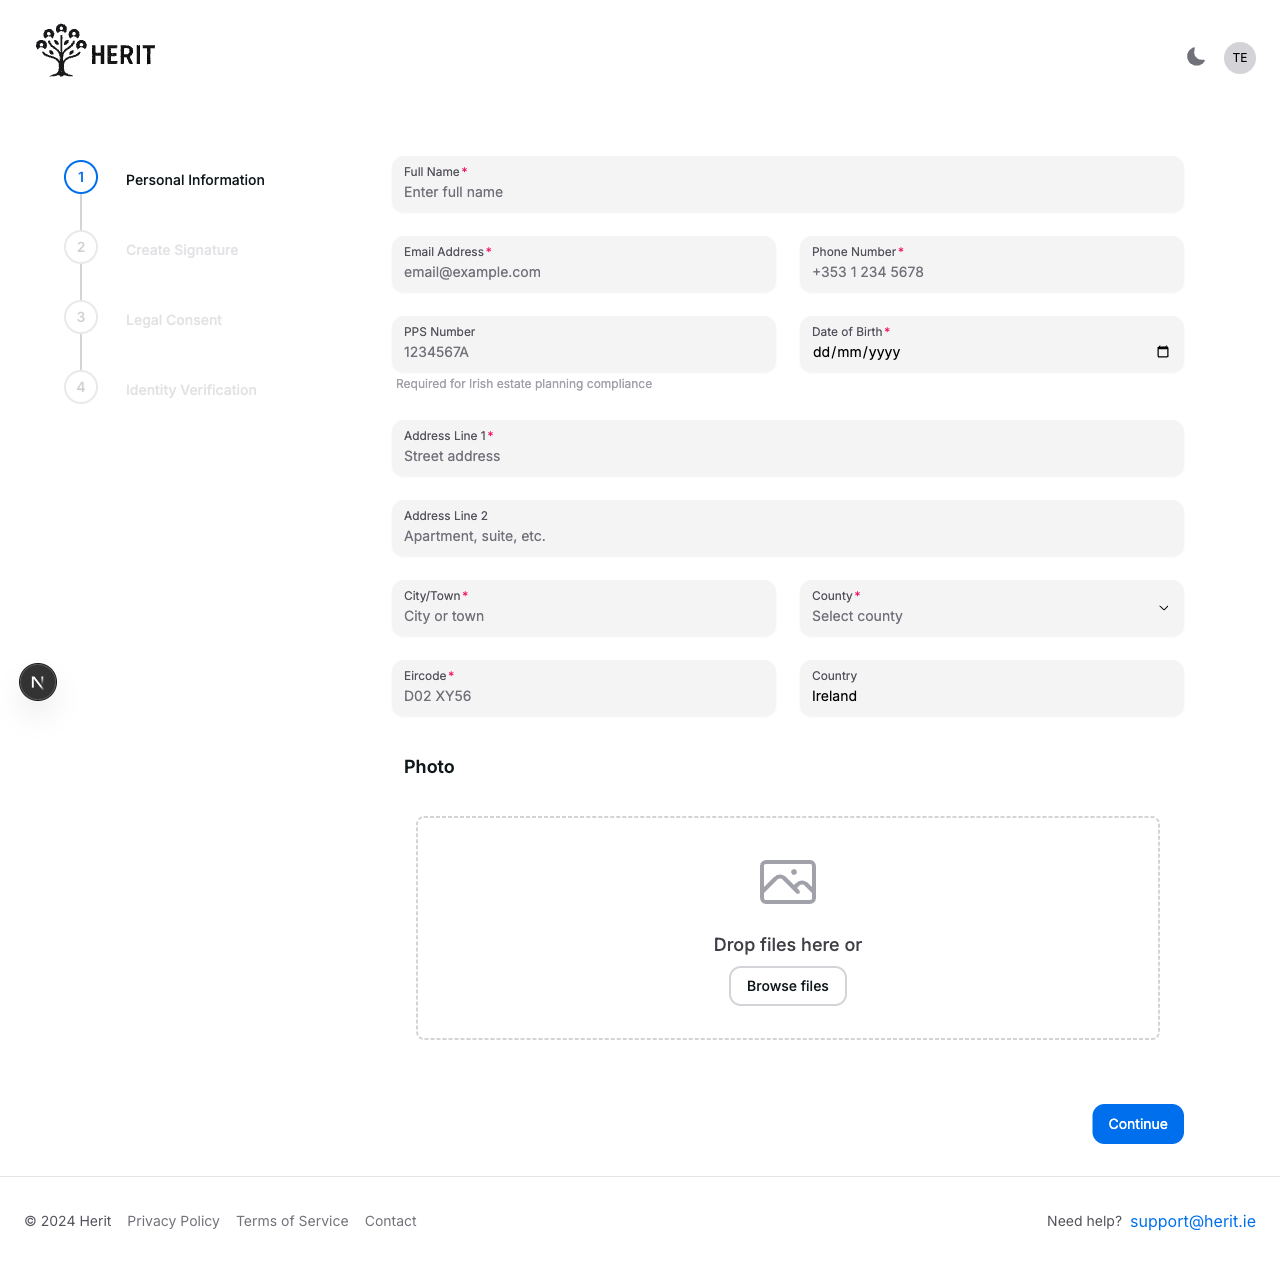 HERIT
TE
1
Personal Information
2
Create Signature
3
Legal Consent
4
Identity Verification
Full Name*
Enter full name
Email Address*
email@example.com
Phone Number*
+353 1 234 5678
PPS Number
1234567A
Required for Irish estate planning compliance
Date of Birth*
dd/mm/yyyy
Address Line 1*
Street address
Address Line 2
Apartment, suite, etc.
City/Town*
City or town
County*
Select county
Eircode*
D02 XY56
Country
Ireland
N
Photo
Drop files here or
Browse files
Continue
© 2024 Herit Privacy Policy Terms of Service Contact
Need help? support@herit.ie